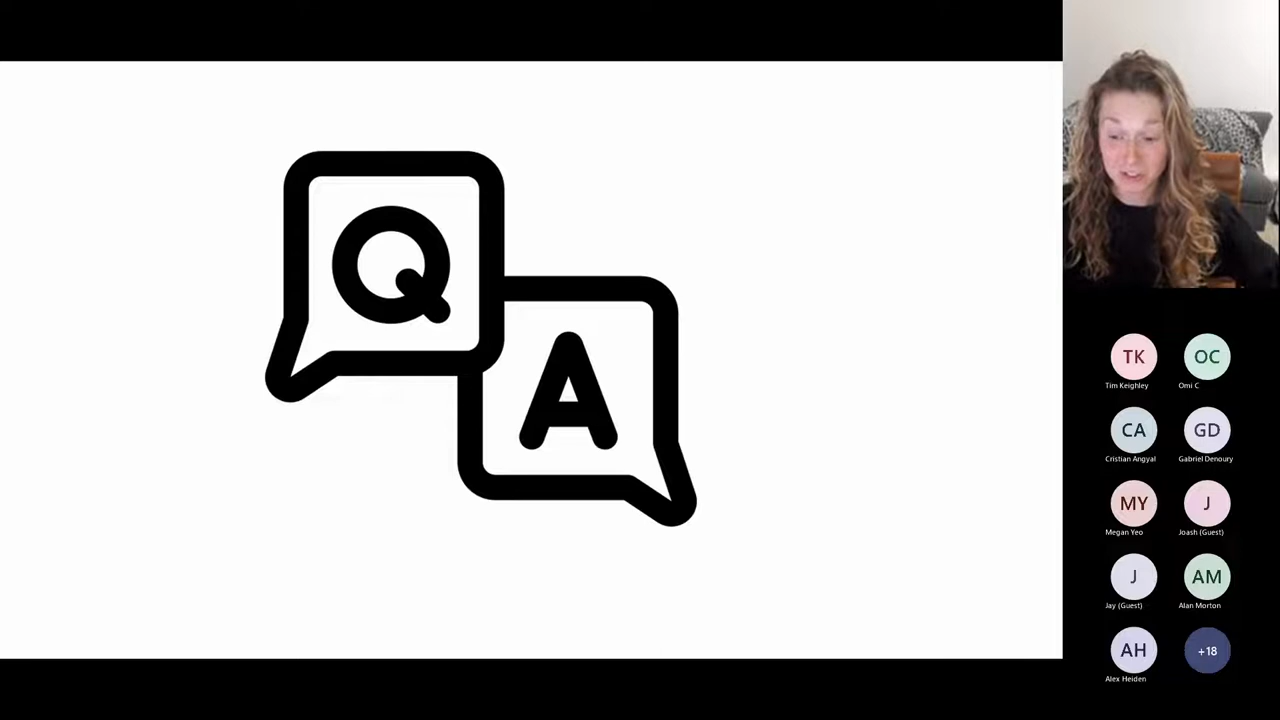 Q
A
TK
OC
Tim Keighley
Omi C
CA
GD
Cristian Angyal
Gabriel Denoury
MY
J
Megan Yeo
Joash (Guest)
J
AM
Jay (Guest)
Alan Morton
AH
+18
Alex Heiden